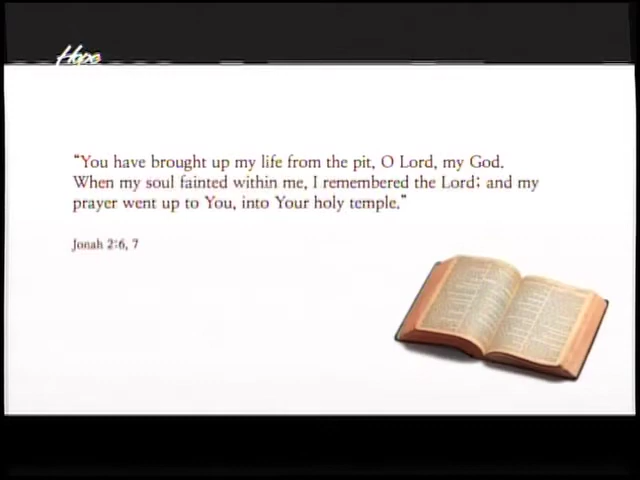 Hope
“You have brought up my life from the pit, O Lord, my God.
When my soul fainted within me, I remembered the Lord; and my
prayer went up to You, into Your holy temple.”
Jonah 2:6, 7